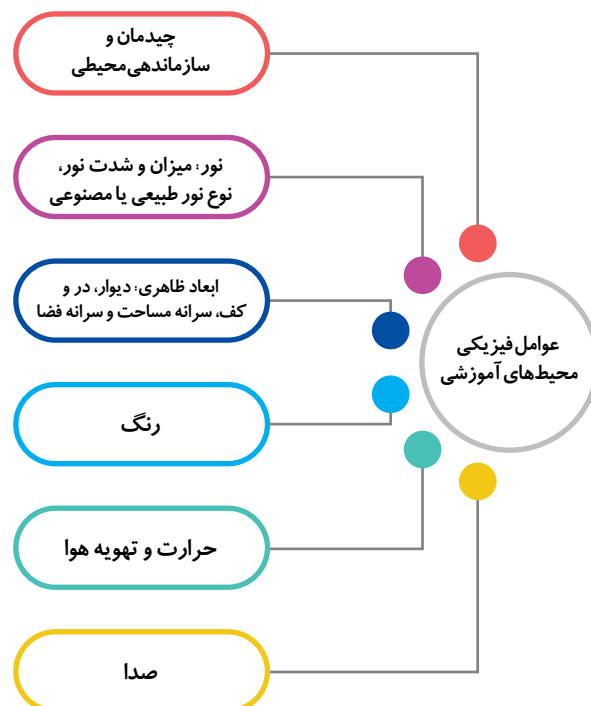 عوامل فیزیکی
محیط‌های آموزشی
چیدمان و
سازماندهی محیطی
نور: میزان و شدت نور،
نوع نور طبیعی یا مصنوعی
ابعاد ظاهری: دیوار، در و
کف، سرانه مساحت و سرانه فضا
رنگ
حرارت و تهویه هوا
صدا